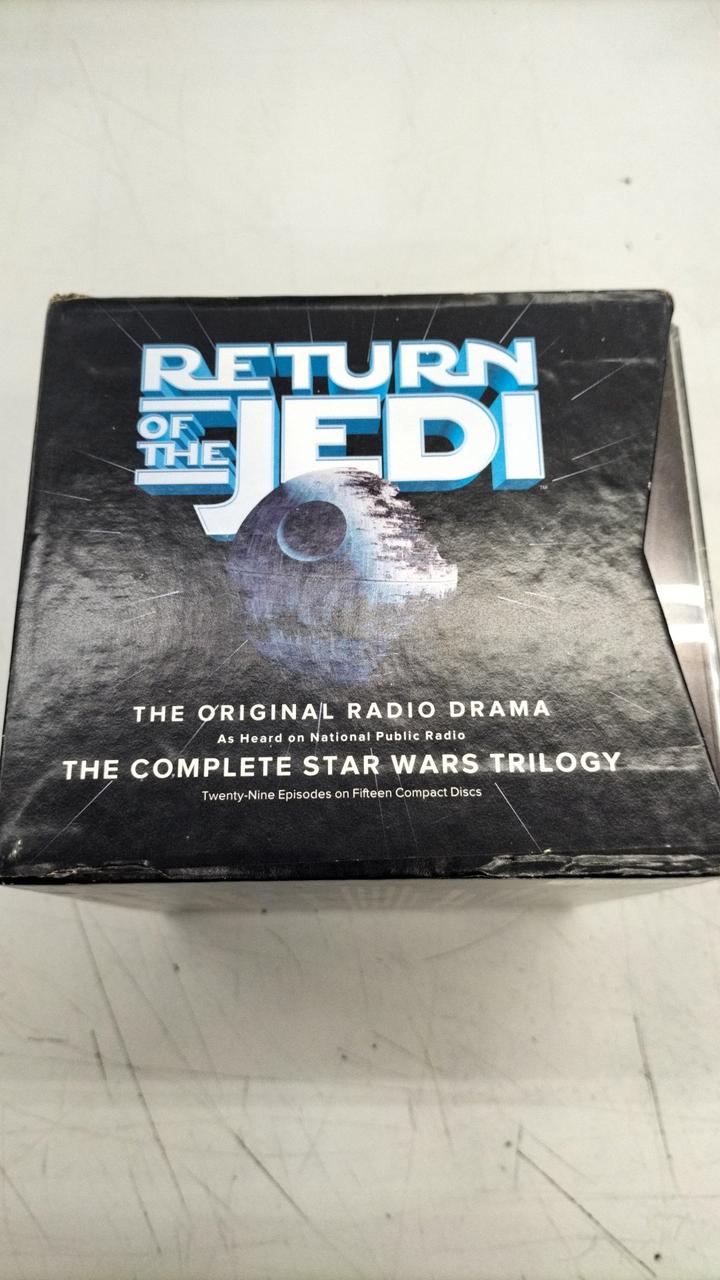 RETURN
OF THE JEDI
™
THE ORIGINAL RADIO DRAMA
As Heard on National Public Radio
THE COMPLETE STAR WARS TRILOGY
Twenty-Nine Episodes on Fifteen Compact Discs